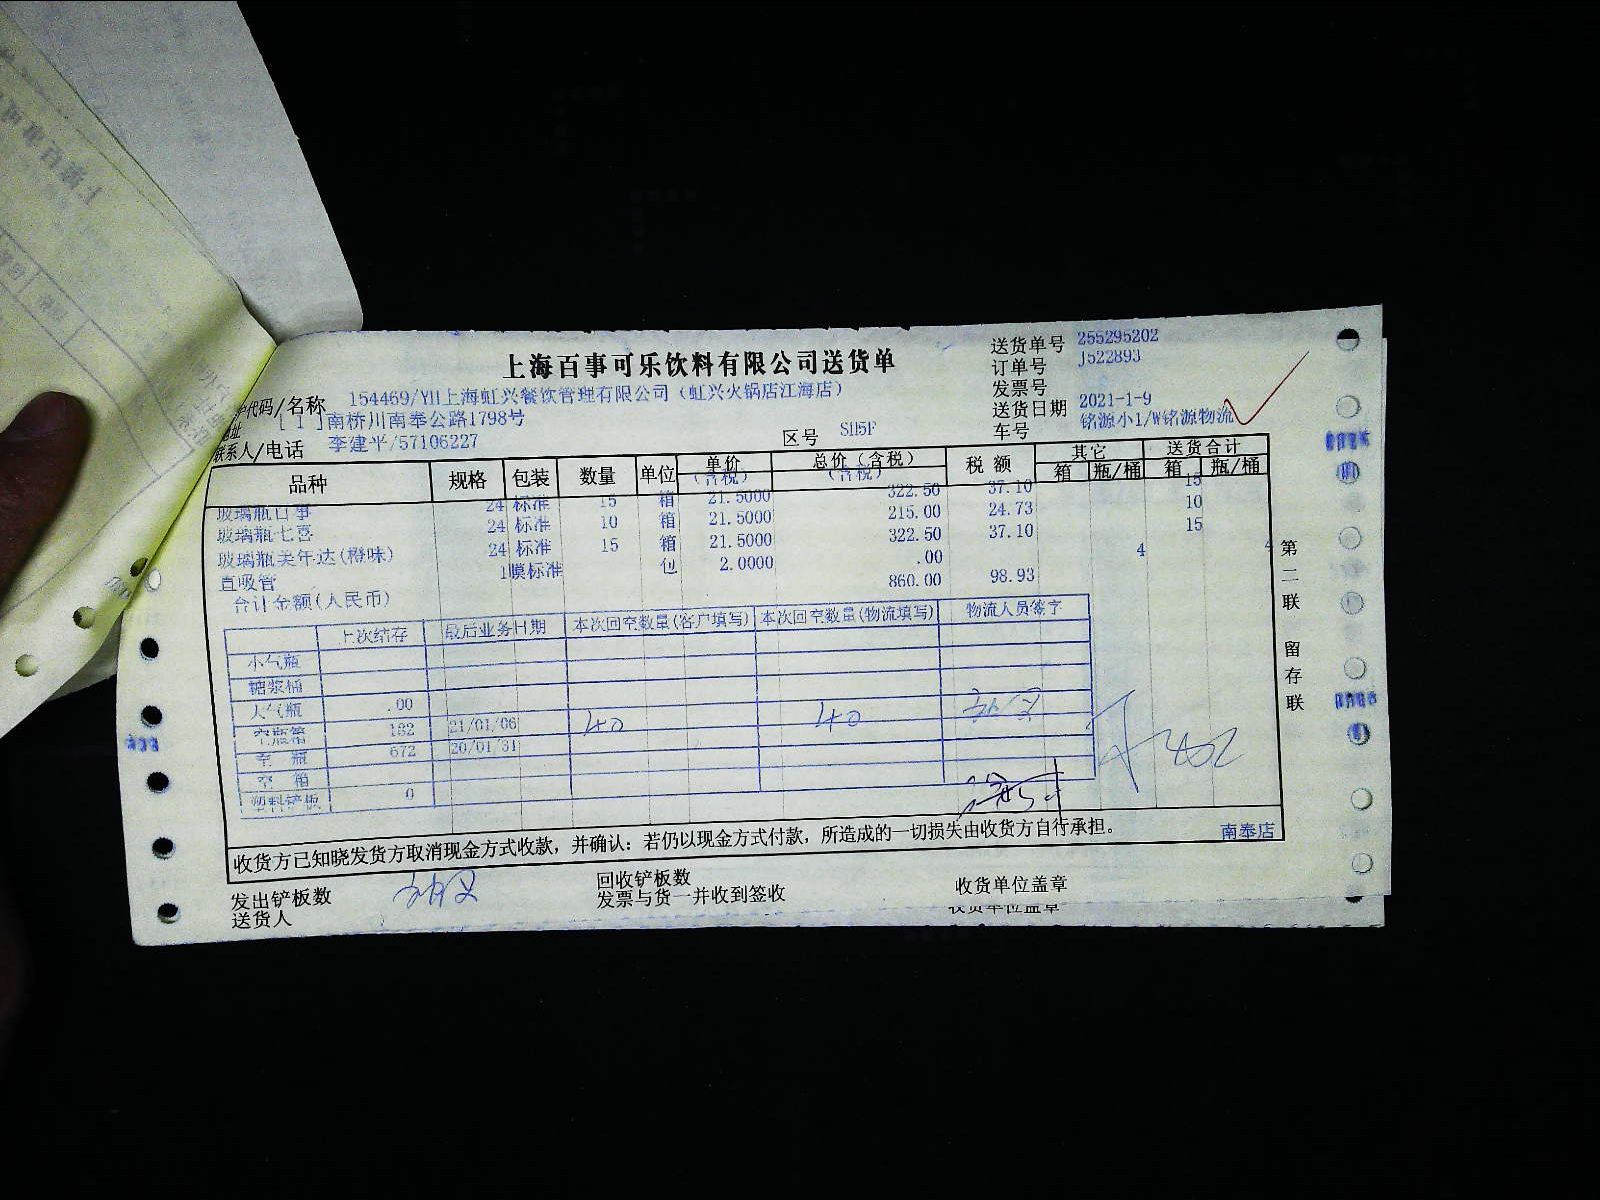 上海百事可乐饮料有限公司送货单
送货单号 255295202
订单号 J522893
发票号
送货日期 2021-1-9
车号 铭源小1/W铭源物流
户代码/名称 154469/YH上海虹兴餐饮管理有限公司（虹兴火锅店江海店）
地址 [ 1 ]南桥川南奉公路1798号
联系人/电话 李建平/57106227
区号 SH5F
品种 规格 包装 数量 单位 单价(含税) 总价(含税) 税额 其它 箱 瓶/桶 送货合计 箱 瓶/桶
(含税)
玻璃瓶百事 24 标准 15 箱 21.5000 322.50 37.10 15
玻璃瓶七喜 24 标准 10 箱 21.5000 215.00 24.73 10
玻璃瓶美年达(橙味) 24 标准 15 箱 21.5000 322.50 37.10 15
直吸管 1 膜标准 包 2.0000 .00 4 4
合计金额(人民币) 860.00 98.93
上次结存 最后业务日期 本次回空数量(客户填写) 本次回空数量(物流填写) 物流人员签字
小气瓶
糖浆桶
大气瓶 .00
空瓶箱 182 21/01/06 40 40
空 瓶 672 20/01/31
空 箱
塑料铲板 0
收货方已知晓发货方取消现金方式收款，并确认：若仍以现金方式付款，所造成的一切损失由收货方自行承担。
南奉店
发出铲板数 回收铲板数 收货单位盖章
送货人 发票与货一并收到签收 收货单位盖章
第二联 留存联